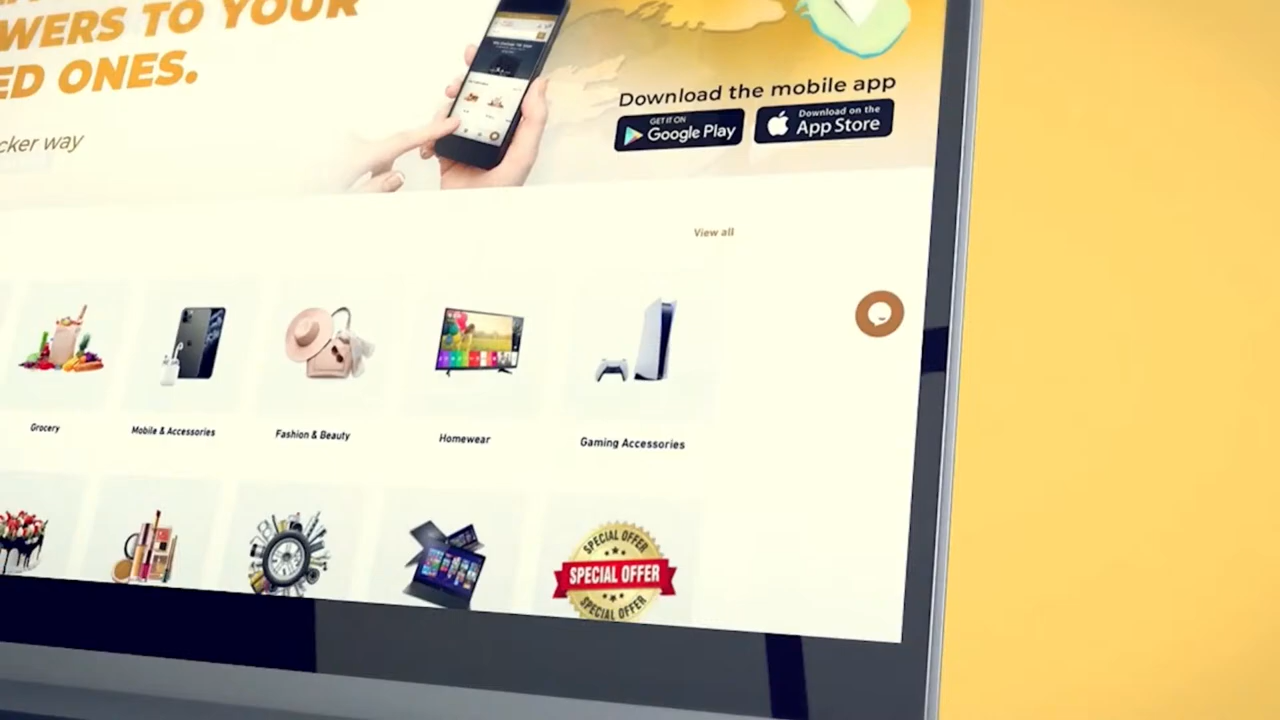 WERS TO YOUR
ED ONES.
cker way
Download the mobile app
GET IT ON
Google Play
Download on the
App Store
View all
Grocery
Mobile & Accessories
Fashion & Beauty
Homewear
Gaming Accessories
SPECIAL OFFER
SPECIAL OFFER
SPECIAL OFFER